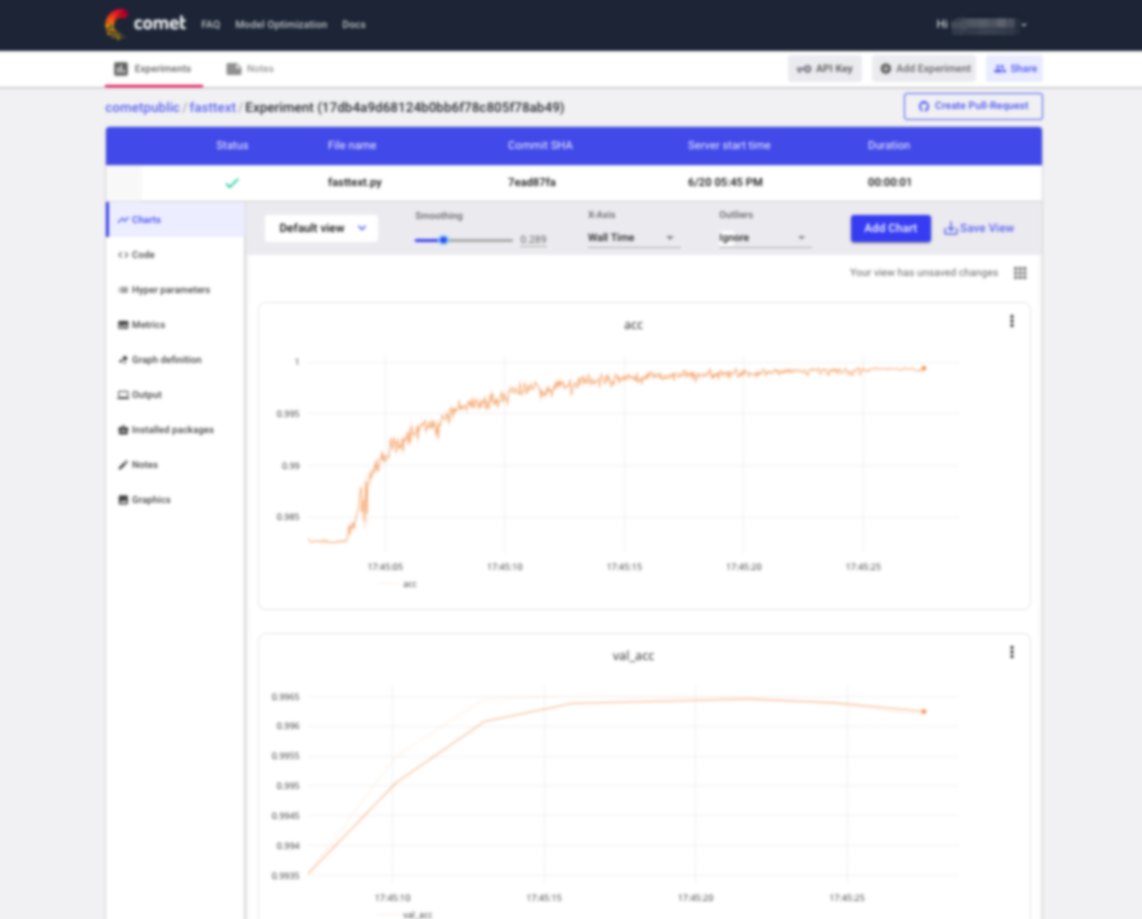 comet FAQ Model Optimization Docs Hi
Experiments Notes API Key Add Experiment Share
cometpublic / fasttext / Experiment (17db4a9d68124b0bb6f78c805f78ab49) Create Pull-Request
Status File name Commit SHA Server start time Duration
fasttext.py 7ead87fa 6/20 05:45 PM 00:00:01
Charts
Code
Hyper parameters
Metrics
Graph definition
Output
Installed packages
Notes
Graphics
Default view Smoothing 0.289 X-Axis Wall Time Outliers Ignore Add Chart Save View
Your view has unsaved changes
acc
1
0.995
0.99
0.985
17:45:05 17:45:10 17:45:15 17:45:20 17:45:25
acc
val_acc
0.9965
0.996
0.9955
0.995
0.9945
0.994
0.9935
17:45:10 17:45:15 17:45:20 17:45:25
val_acc